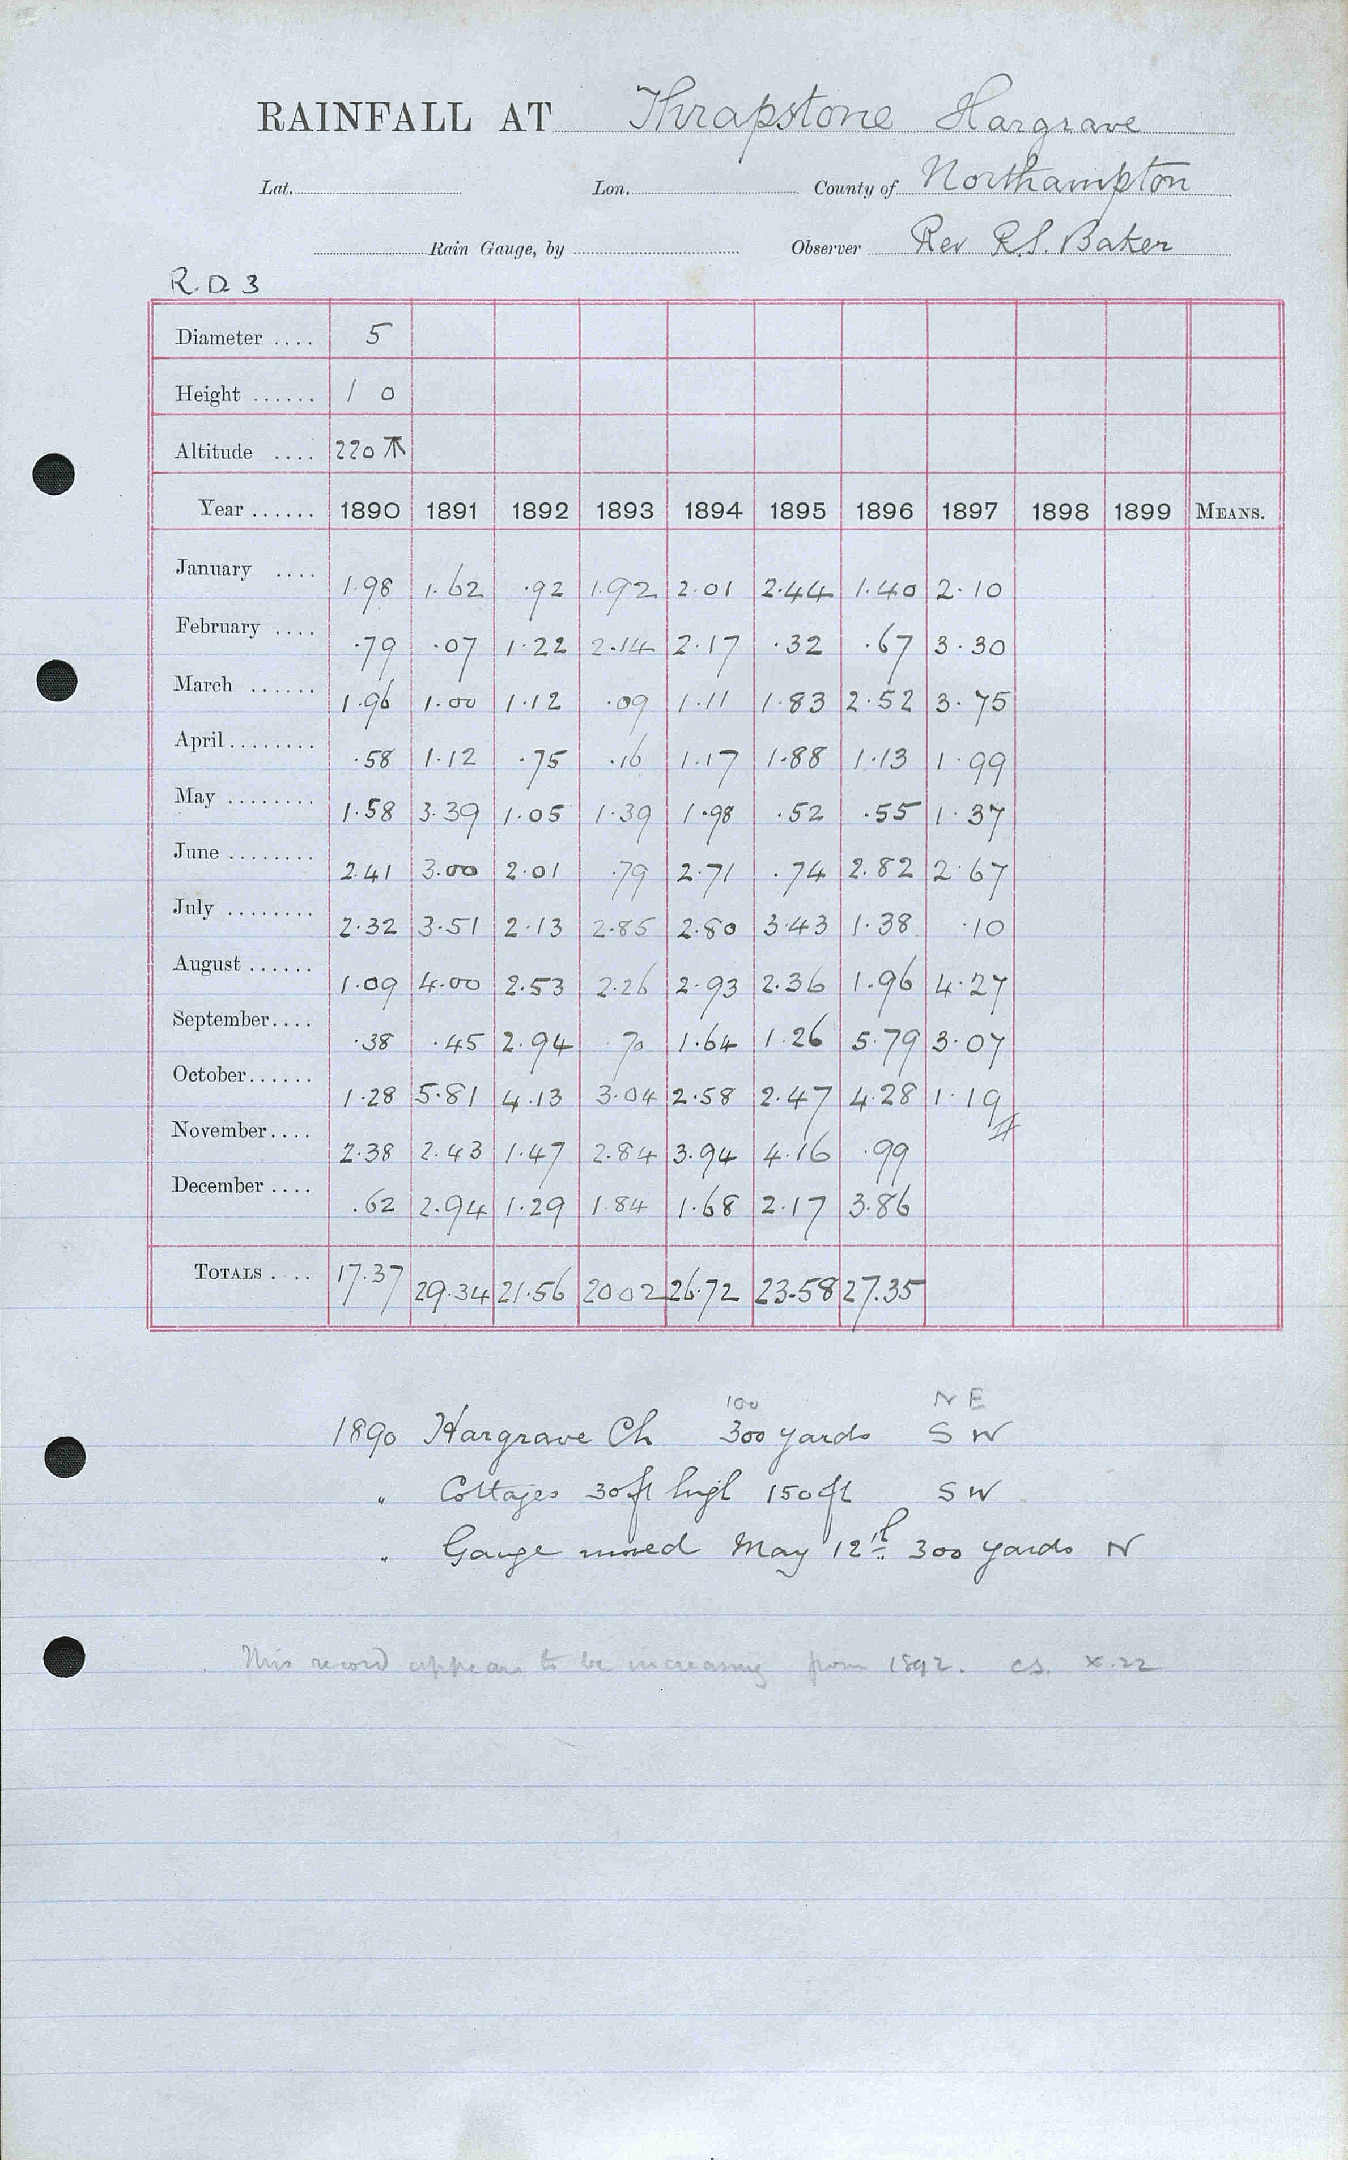 RAINFALL AT Thrapstone Hargrave
Lat. Lon. County of Northampton
Rain Gauge, by Observer Rev R.S. Baker
R.D. 3
Diameter .... 5
Height ...... 1 0
Altitude .... 220
Year ...... 1890 1891 1892 1893 1894 1895 1896 1897 1898 1899 MEANS.
January .... 1.98 1.62 .92 1.92 2.01 2.44 1.40 2.10
February .... .79 .07 1.22 2.14 2.17 .32 .67 3.30
March ...... 1.96 1.00 1.12 .09 1.11 1.83 2.52 3.75
April ........ .58 1.12 .75 .16 1.17 1.88 1.13 1.99
May ........ 1.58 3.39 1.05 1.39 1.98 .52 .55 1.37
June ........ 2.41 3.00 2.01 .79 2.71 .74 2.82 2.67
July ........ 2.32 3.51 2.13 2.85 2.80 3.43 1.38 .10
August ...... 1.09 4.00 2.53 2.26 2.93 2.36 1.96 4.27
September .... .38 .45 2.94 .70 1.64 1.26 5.79 3.07
October ...... 1.28 5.81 4.13 3.04 2.58 2.47 4.28 1.19
November .... 2.38 2.43 1.47 2.84 3.94 4.16 .99
December .... .62 2.94 1.29 1.84 1.68 2.17 3.86
TOTALS .... 17.37 29.34 21.56 20 02 26.72 23.58 27.35
100 N E
1890 Hargrave Ch 300 yards S W
" Cottages 30 ft high 150 ft S W
" Gauge moved May 12th 300 yards N
This record appears to be increasing from 1892. cs. x.22